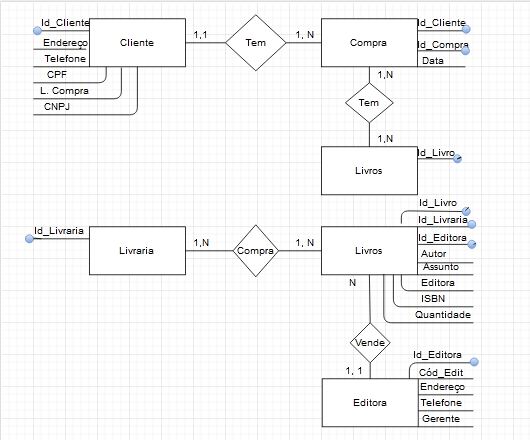 Id_Cliente
Endereço
Telefone
CPF
L. Compra
CNPJ
Cliente
1,1
Tem
1, N
Compra
Id_Cliente
Id_Compra
Data
1,N
Tem
1,N
Livros
Id_Livro
Id_Livraria
Livraria
1,N
Compra
1, N
Livros
Id_Livro
Id_Livraria
Id_Editora
Autor
Assunto
Editora
ISBN
Quantidade
N
Vende
1, 1
Editora
Id_Editora
Cód_Edit
Endereço
Telefone
Gerente